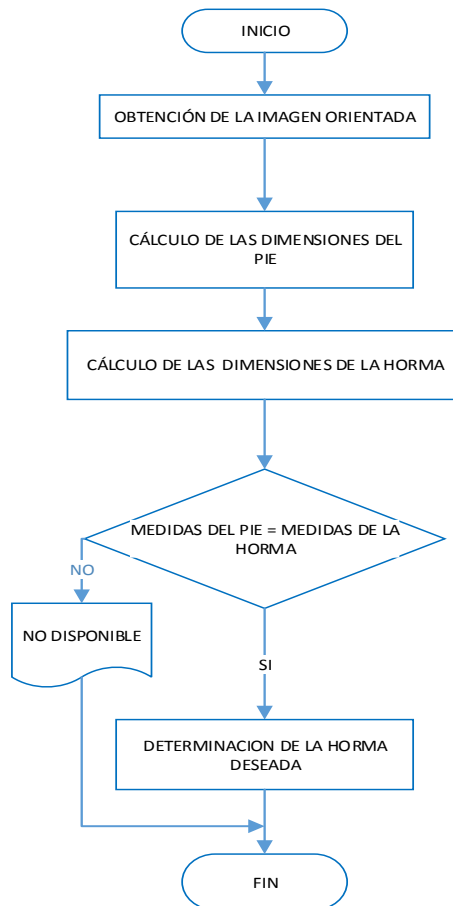 INICIO
OBTENCIÓN DE LA IMAGEN ORIENTADA
CÁLCULO DE LAS DIMENSIONES DEL
PIE
CÁLCULO DE LAS DIMENSIONES DE LA HORMA
MEDIDAS DEL PIE = MEDIDAS DE LA
HORMA
NO
NO DISPONIBLE
SI
DETERMINACION DE LA HORMA
DESEADA
FIN